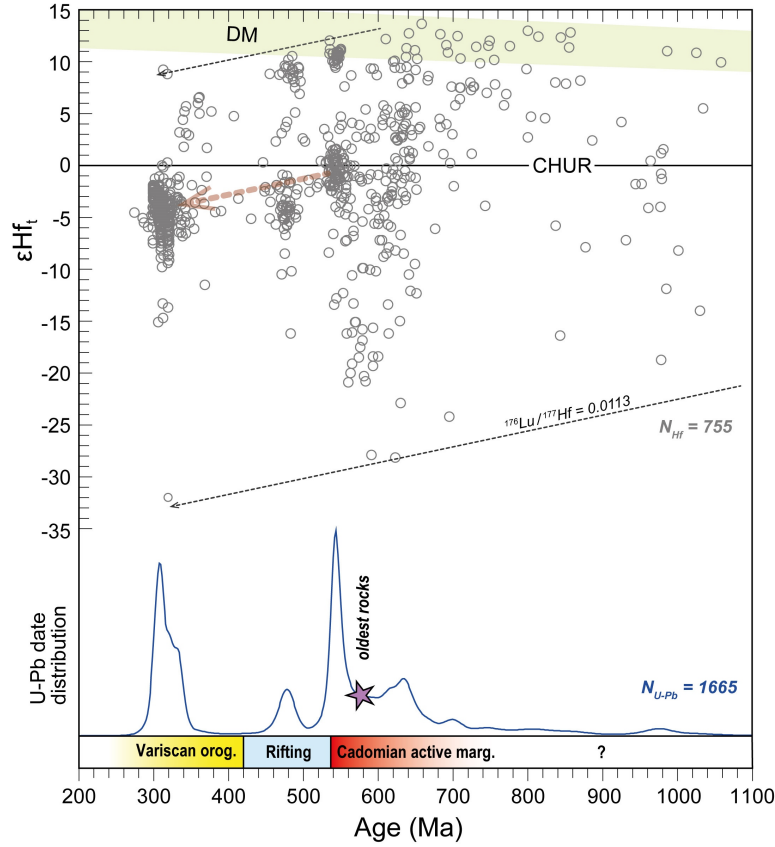 15
DM
10
5
0
CHUR
-5
εHfₜ
-10
-15
-20
¹⁷⁶Lu/¹⁷⁷Hf = 0.0113
-25
N_Hf = 755
-30
-35
U-Pb date
distribution
oldest rocks
N_U-Pb = 1665
Variscan orog.
Rifting
Cadomian active marg.
?
200
300
400
500
600
700
800
900
1000
1100
Age (Ma)